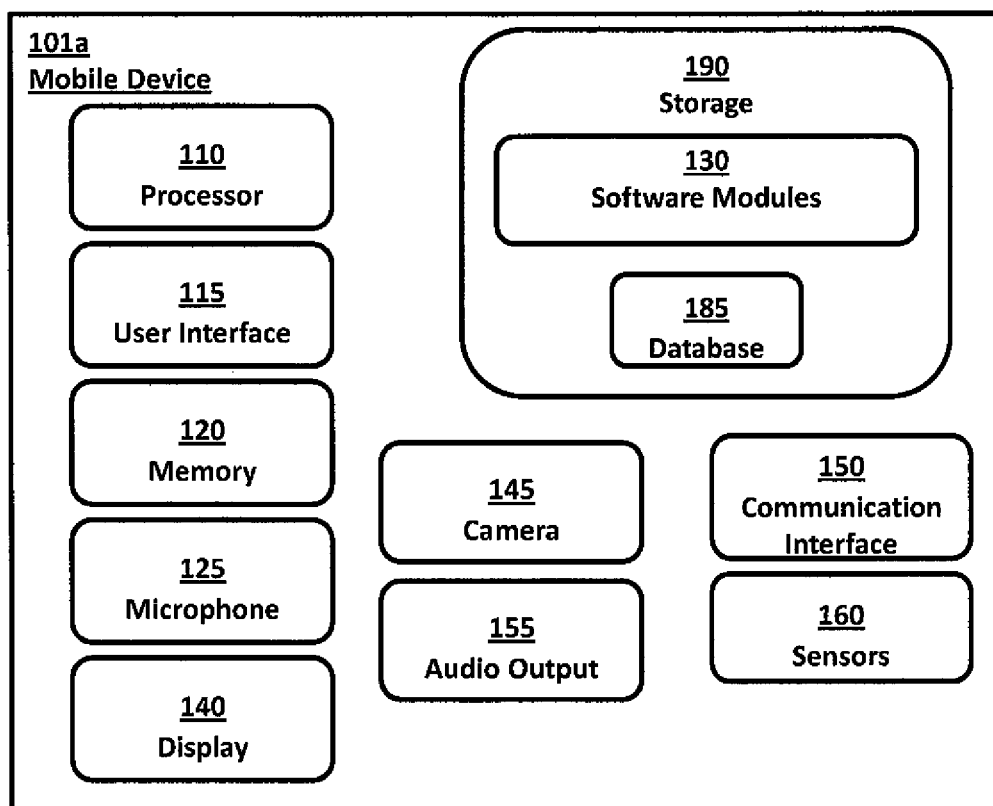 101a
Mobile Device
110
Processor
115
User Interface
120
Memory
125
Microphone
140
Display
190
Storage
130
Software Modules
185
Database
145
Camera
155
Audio Output
150
Communication
Interface
160
Sensors